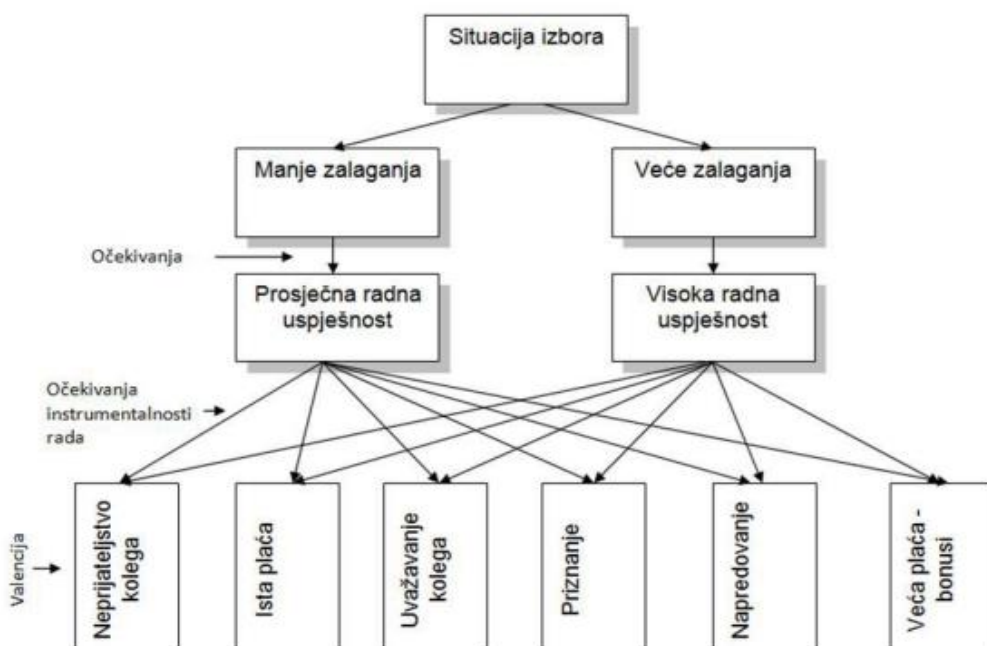 Situacija izbora
Manje zalaganja
Veće zalaganja
Očekivanja
Prosječna radna
uspješnost
Visoka radna
uspješnost
Očekivanja
instrumentalnosti
rada
Valencija
Neprijateljstvo
kolega
Ista plaća
Uvažavanje
kolega
Priznanje
Napredovanje
Veća plaća -
bonusi